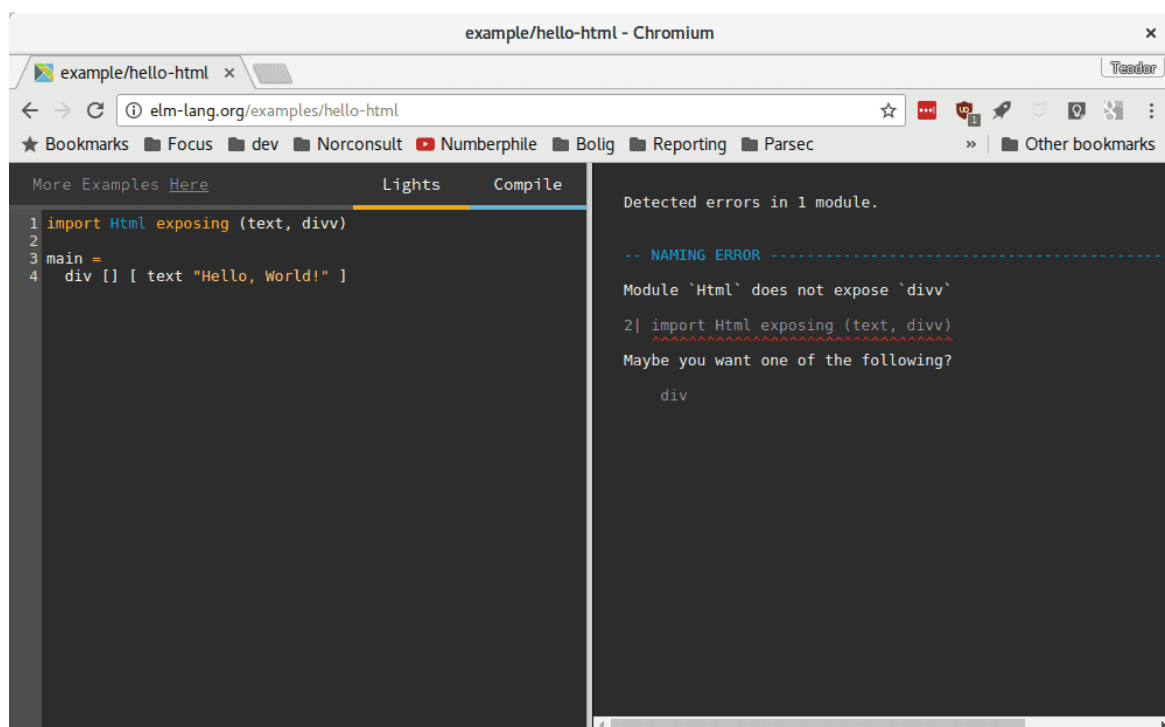 example/hello-html - Chromium
example/hello-html
Teodor
elm-lang.org/examples/hello-html
1
Bookmarks Focus dev Norconsult Numberphile Bolig Reporting Parsec » Other bookmarks
More Examples Here Lights Compile
1 import Html exposing (text, divv)
2
3 main =
4 div [] [ text "Hello, World!" ]
Detected errors in 1 module.
-- NAMING ERROR -------------------------------------------
Module `Html` does not expose `divv`
2| import Html exposing (text, divv)
^^^^^^^^^^^^^^^^^^^^^^^^^^^^^^^^^
Maybe you want one of the following?
div